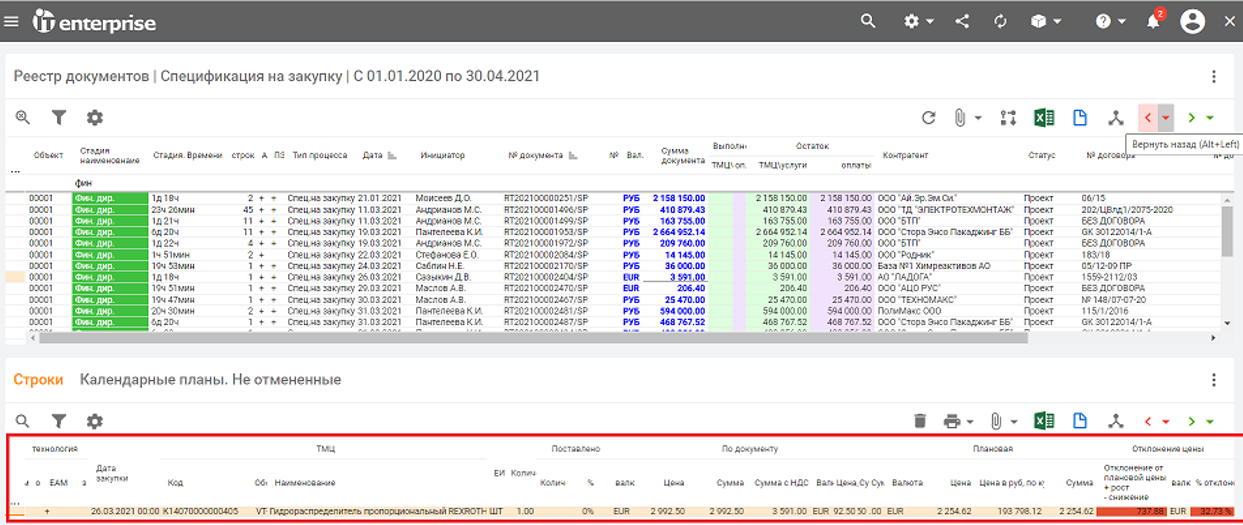 iT enterprise
2
Реестр документов | Спецификация на закупку | С 01.01.2020 по 30.04.2021
Вернуть назад (Alt+Left)
Объект Стадия наименованаие Стадия. Времени строк А ПЗ Тип процесса Дата Инициатор № документа № Вал. Сумма документа Выполн ТМЦ\ оп. Остаток ТМЦ\услуги оплаты Контрагент Статус № договора № до
...
фин
00001 Фин. дир. 1д 18ч 2 + + Спец.на закупку 21.01.2021 Моисеев Д.О. RT202100000251/SP РУБ 2 158 150.00 2 158 150.00 2 158 150.00 ООО "Ай.Эр.Эм.Си." Проект 06/15
00001 Фин. дир. 23ч 26мин 45 + + Спец.на закупку 11.03.2021 Андрианов М.С. RT202100001496/SP РУБ 410 879.43 410 879.43 410 879.43 ООО "ТД "ЭЛЕКТРОТЕХМОНТАЖ" Проект 202/ЦВлд1/2075-2020
00001 Фин. дир. 1д 21ч 11 + + Спец.на закупку 11.03.2021 Андрианов М.С. RT202100001499/SP РУБ 163 755.00 163 755.00 163 755.00 ООО "БТП" Проект БЕЗ ДОГОВОРА
00001 Фин. дир. 6д 20ч 11 + + Спец.на закупку 19.03.2021 Пантелеева К.И. RT202100001953/SP РУБ 2 664 952.14 2 664 952.14 2 664 952.14 ООО "Стора Энсо Пакаджинг ББ" Проект GK 30122014/1-A
00001 Фин. дир. 1д 22ч 4 + + Спец.на закупку 19.03.2021 Андрианов М.С. RT202100001972/SP РУБ 209 760.00 209 760.00 209 760.00 ООО "БТП" Проект БЕЗ ДОГОВОРА
00001 Фин. дир. 1ч 51мин 2 + Спец.на закупку 22.03.2021 Стефанова Е.О. RT202100002084/SP РУБ 14 145.00 14 145.00 14 145.00 ООО "Родник" Проект 183/18
00001 Фин. дир. 19ч 53мин 1 + + Спец.на закупку 24.03.2021 Саблин Н.Е. RT202100002170/SP РУБ 36 000.00 36 000.00 36 000.00 База №1 Химреактивов АО Проект 05/12-09 ПР
00001 Фин. дир. 1д 18ч 1 + + Спец.на закупку 26.03.2021 Сазыкин Д.В. RT202100002404/SP EUR 3 591.00 3 591.00 3 591.00 АО "ЛАДОГА" Проект 1559-2112/03
00001 Фин. дир. 19ч 51мин 1 + + Спец.на закупку 29.03.2021 Маслов А.В. RT202100002470/SP EUR 206.40 206.40 206.40 ООО "АЦО РУС" Проект БЕЗ ДОГОВОРА
00001 Фин. дир. 19ч 47мин 1 + + Спец.на закупку 30.03.2021 Маслов А.В. RT202100002467/SP РУБ 25 470.00 25 470.00 25 470.00 ООО "ТЕХНОМАКС" Проект № 148/07-07-20
00001 Фин. дир. 20ч 30мин 2 + + Спец.на закупку 31.03.2021 Пантелеева К.И. RT202100002481/SP РУБ 594 000.00 594 000.00 594 000.00 ПолиМакс ООО Проект 115/1/2016
00001 Фин. дир. 6д 20ч 1 + + Спец.на закупку 31.03.2021 Пантелеева К.И. RT202100002487/SP РУБ 468 767.52 468 767.52 468 767.52 ООО "Стора Энсо Пакаджинг ББ" Проект GK 30122014/1-A
Строки Календарные планы. Не отмененные
технология ТМЦ Поставлено По документу Плановая Отклонение цены
о ЕАМ з Дата закупки Код Об Наименование ЕИ Колич Колич % валк Цена Сумма Сумма с НДС Вал Цена,Су Сум Валюта Цена Цена в руб, по ку Сумма Отклонение от плановой цены + рост - снижение валк % отклон
...
+ 26.03.2021 00:00 К14070000000405 VT- Гидрораспределитель пропорциональный REXROTH ШТ 1.00 0% EUR 2 992.50 2 992.50 3 591.00 EUR 92.50 50 .00 EUR 2 254.62 193 798.12 2 254.62 737.88 EUR 32.73 %